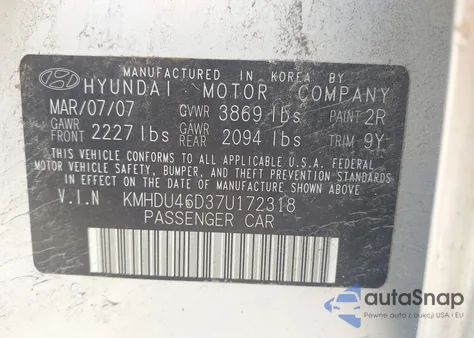 MANUFACTURED IN KOREA BY
HYUNDAI MOTOR COMPANY
MAR/07/07 GVWR 3869 lbs PAINT 2R
GAWR FRONT 2227 lbs GAWR REAR 2094 lbs TRIM 9Y
THIS VEHICLE CONFORMS TO ALL APPLICABLE U.S.A. FEDERAL
MOTOR VEHICLE SAFETY, BUMPER, AND THEFT PREVENTION STANDARDS
IN EFFECT ON THE DATE OF MANUFACTURE SHOWN ABOVE.
V.I.N KMHDU46D37U172318
PASSENGER CAR
autoSnap
Pewne auta z aukcji USA i EU